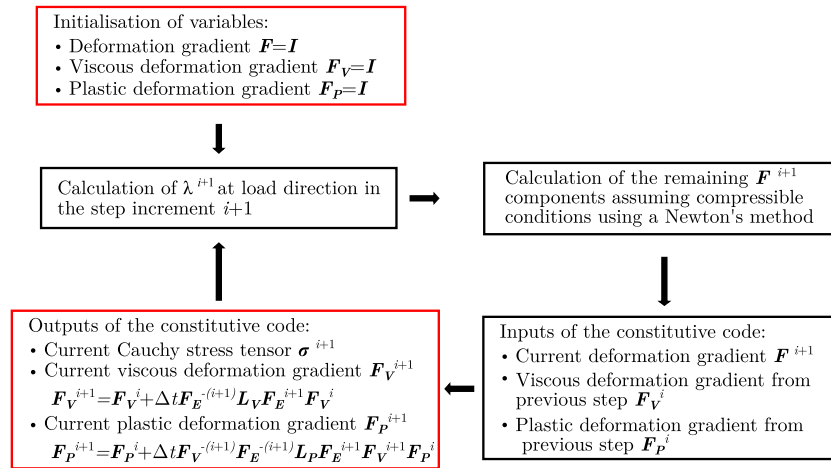 Initialisation of variables:
• Deformation gradient F=I
• Viscous deformation gradient F_V=I
• Plastic deformation gradient F_P=I
Calculation of λ^{i+1} at load direction in
the step increment i+1
Calculation of the remaining F^{i+1}
components assuming compressible
conditions using a Newton's method
Inputs of the constitutive code:
• Current deformation gradient F^{i+1}
• Viscous deformation gradient from
previous step F_V^i
• Plastic deformation gradient from
previous step F_P^i
Outputs of the constitutive code:
• Current Cauchy stress tensor σ^{i+1}
• Current viscous deformation gradient F_V^{i+1}
F_V^{i+1}=F_V^i+ΔtF_E^{-(i+1)}L_VF_E^{i+1}F_V^i
• Current plastic deformation gradient F_P^{i+1}
F_P^{i+1}=F_P^i+ΔtF_V^{-(i+1)}F_E^{-(i+1)}L_PF_E^{i+1}F_V^{i+1}F_P^i